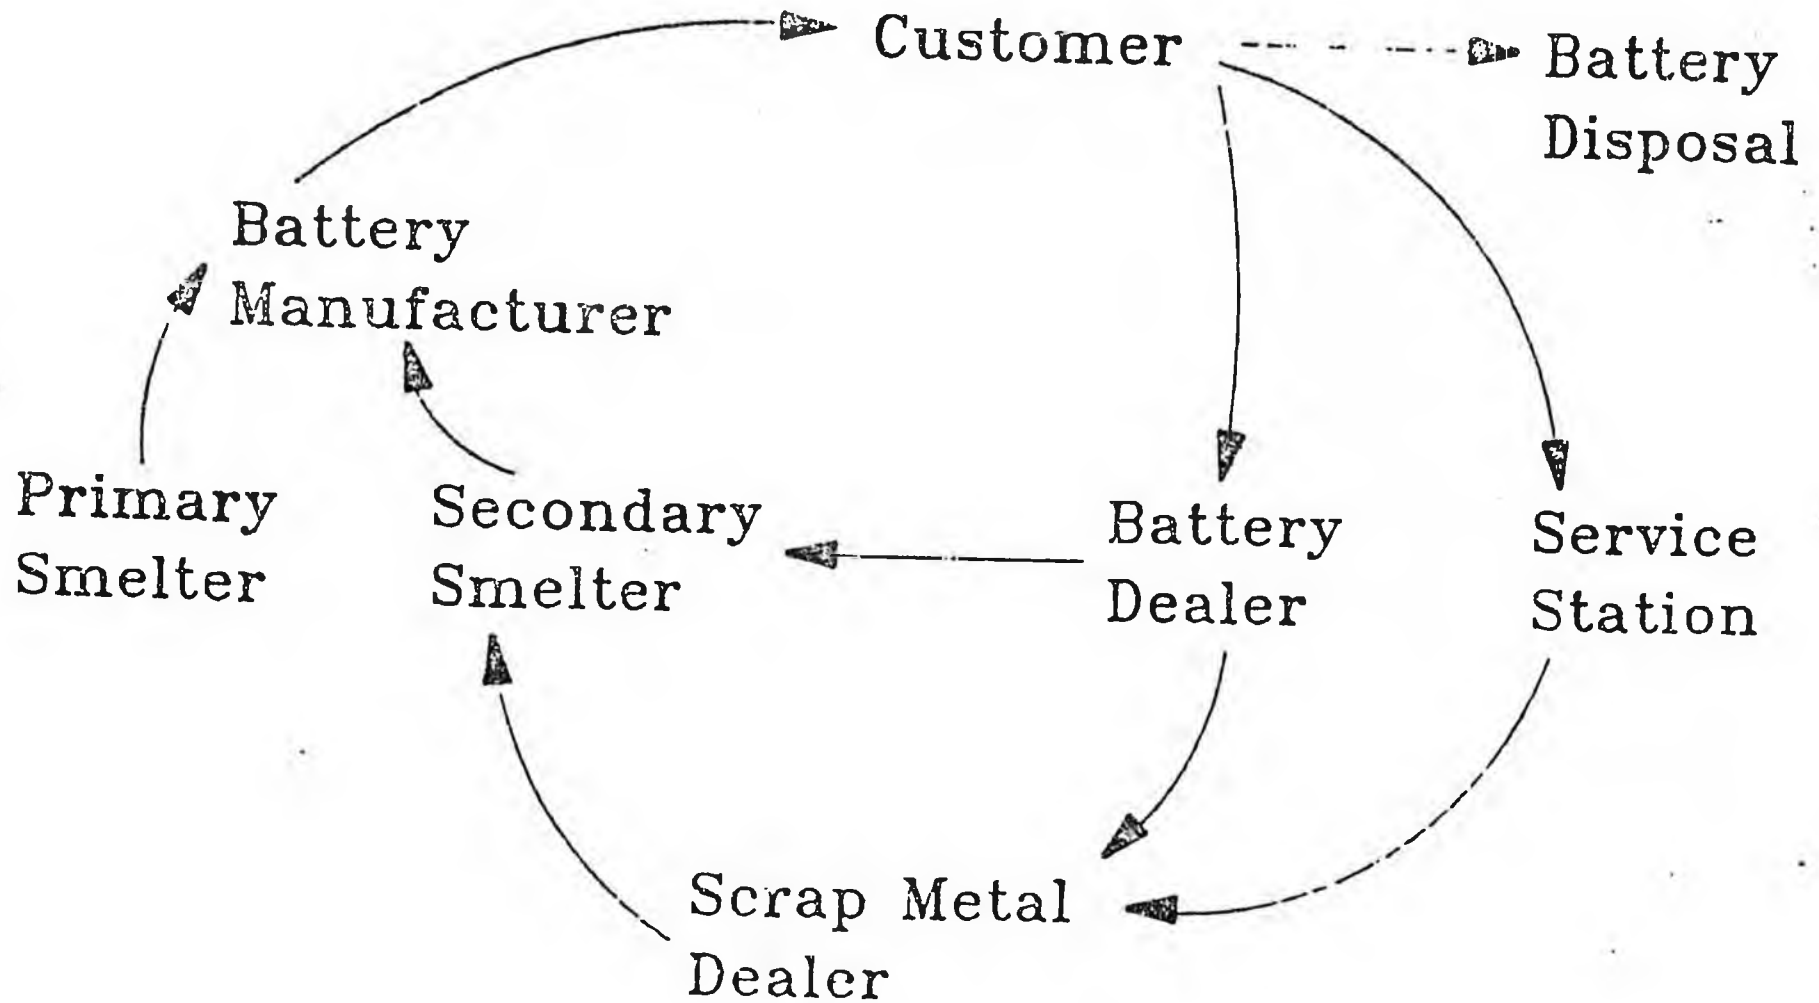 Customer
Battery
Disposal
Battery
Manufacturer
Primary
Smelter
Secondary
Smelter
Battery
Dealer
Service
Station
Scrap Metal
Dealer